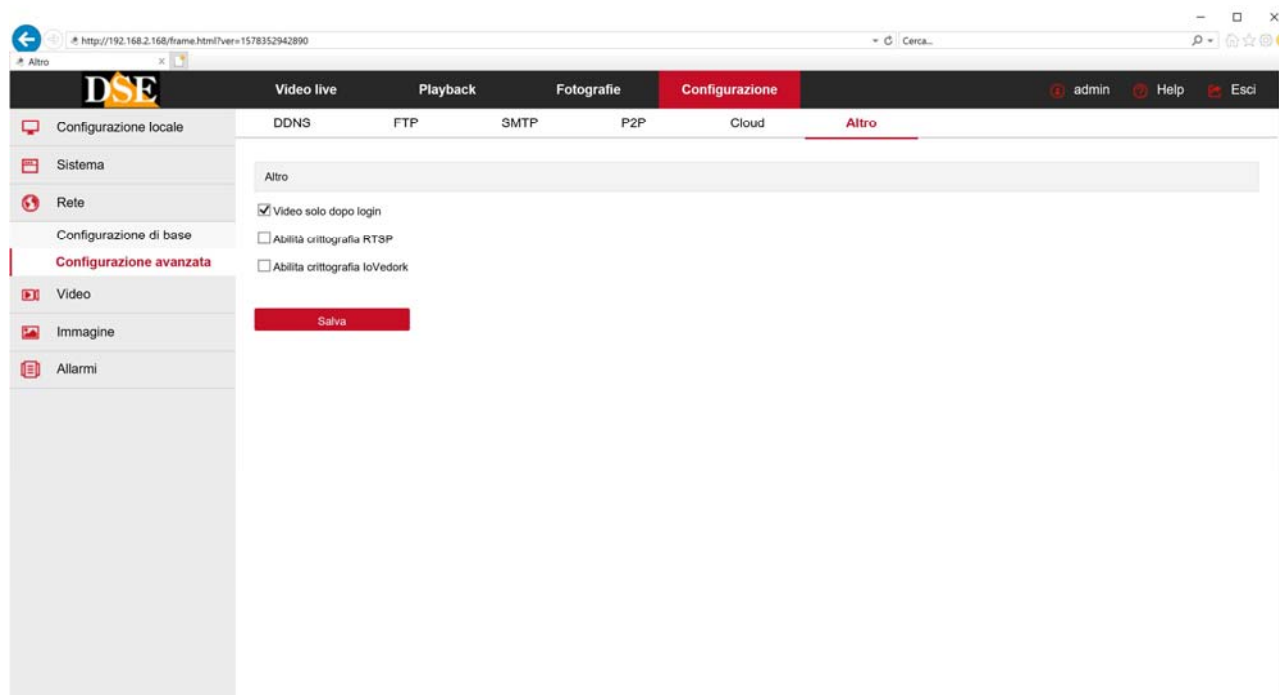 http://192.168.2.168/frame.html?ver=1578352942890
Cerca...
Altro
DSE
Video live Playback Fotografie Configurazione admin Help Esci
Configurazione locale
Sistema
Rete
Configurazione di base
Configurazione avanzata
Video
Immagine
Allarmi
DDNS FTP SMTP P2P Cloud Altro
Altro
Video solo dopo login
Abilità crittografia RTSP
Abilita crittografia IoVedork
Salva